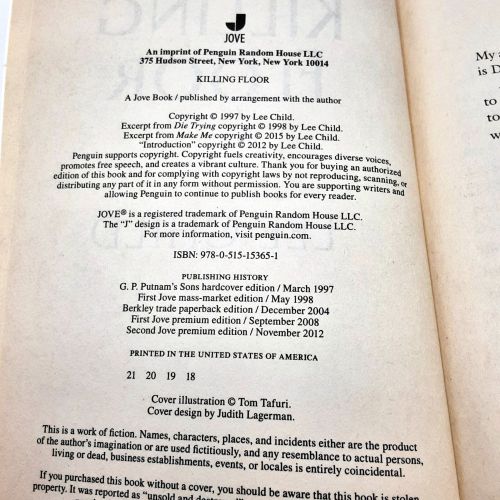 J
JOVE
An imprint of Penguin Random House LLC
375 Hudson Street, New York, New York 10014
KILLING FLOOR
A Jove Book / published by arrangement with the author
Copyright © 1997 by Lee Child.
Excerpt from Die Trying copyright © 1998 by Lee Child.
Excerpt from Make Me copyright © 2015 by Lee Child.
"Introduction" copyright © 2012 by Lee Child.
Penguin supports copyright. Copyright fuels creativity, encourages diverse voices,
promotes free speech, and creates a vibrant culture. Thank you for buying an authorized
edition of this book and for complying with copyright laws by not reproducing, scanning, or
distributing any part of it in any form without permission. You are supporting writers and
allowing Penguin to continue to publish books for every reader.
JOVE® is a registered trademark of Penguin Random House LLC.
The "J" design is a trademark of Penguin Random House LLC.
For more information, visit penguin.com.
ISBN: 978-0-515-15365-1
PUBLISHING HISTORY
G. P. Putnam's Sons hardcover edition / March 1997
First Jove mass-market edition / May 1998
Berkley trade paperback edition / December 2004
First Jove premium edition / September 2008
Second Jove premium edition / November 2012
PRINTED IN THE UNITED STATES OF AMERICA
21 20 19 18
Cover illustration © Tom Tafuri.
Cover design by Judith Lagerman.
This is a work of fiction. Names, characters, places, and incidents either are the product
of the author's imagination or are used fictitiously, and any resemblance to actual persons,
living or dead, business establishments, events, or locales is entirely coincidental.
If you purchased this book without a cover, you should be aware that this book is stolen
property. It was reported as "unsold and
My
is D
to
to
w